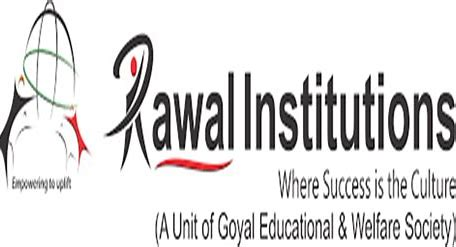 Rawal Institutions
Empowering to uplift
Where Success is the Culture
(A Unit of Goyal Educational & Welfare Society)